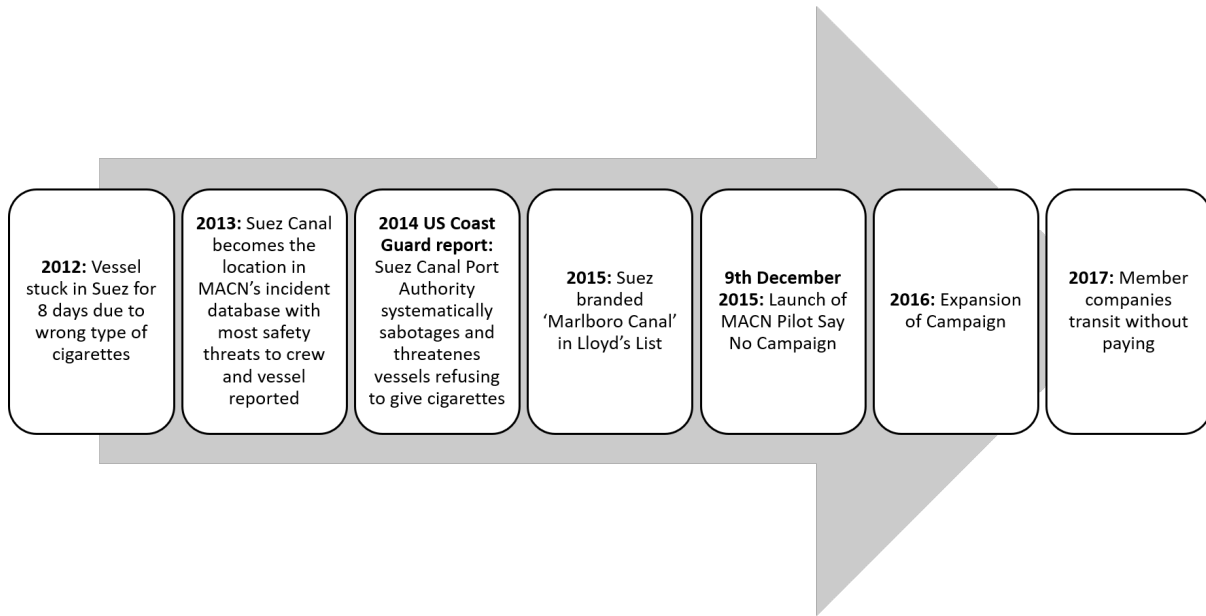 2012: Vessel
stuck in Suez for
8 days due to
wrong type of
cigarettes
2013: Suez Canal
becomes the
location in
MACN’s incident
database with
most safety
threats to crew
and vessel
reported
2014 US Coast
Guard report:
Suez Canal Port
Authority
systematically
sabotages and
threatenes
vessels refusing
to give cigarettes
2015: Suez
branded
‘Marlboro Canal’
in Lloyd’s List
9th December
2015: Launch of
MACN Pilot Say
No Campaign
2016: Expansion
of Campaign
2017: Member
companies
transit without
paying